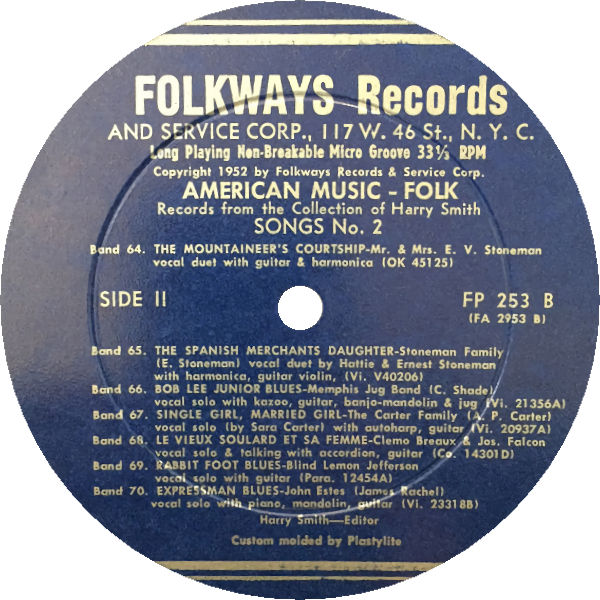 FOLKWAYS Records
AND SERVICE CORP., 117 W. 46 St., N. Y. C.
Long Playing Non-Breakable Micro Groove 33⅓ RPM
Copyright 1952 by Folkways Records & Service Corp.
AMERICAN MUSIC – FOLK
Records from the Collection of Harry Smith
SONGS No. 2
Band 64. THE MOUNTAINEER'S COURTSHIP-Mr. & Mrs. E. V. Stoneman
vocal duet with guitar & harmonica (OK 45125)
SIDE II
FP 253 B
(FA 2953 B)
Band 65. THE SPANISH MERCHANTS DAUGHTER-Stoneman Family
(E. Stoneman) vocal duet by Hattie & Ernest Stoneman
with harmonica, guitar violin, (Vi. V40206)
Band 66. BOB LEE JUNIOR BLUES-Memphis Jug Band (C. Shade)
vocal solo with kazoo, guitar, banjo-mandolin & jug (Vi. 21356A)
Band 67. SINGLE GIRL, MARRIED GIRL-The Carter Family (A. P. Carter)
vocal solo (by Sara Carter) with autoharp, guitar (Vi. 20937A)
Band 68. LE VIEUX SOULARD ET SA FEMME-Clemo Breaux & Jos. Falcon
vocal solo & talking with accordion, guitar (Co. 14301D)
Band 69. RABBIT FOOT BLUES-Blind Lemon Jefferson
vocal solo with guitar (Para. 12454A)
Band 70. EXPRESSMAN BLUES-John Estes (James Rachel)
vocal solo with piano, mandolin, guitar (Vi. 23318B)
Harry Smith—Editor
Custom molded by Plastylite